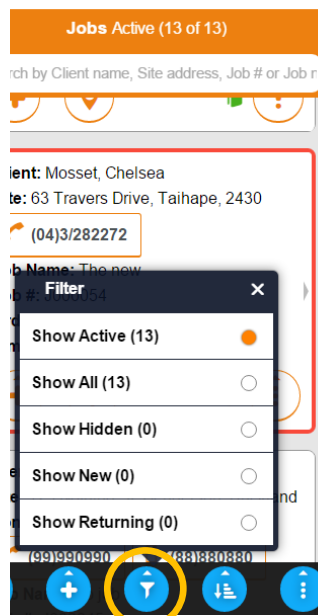 Jobs Active (13 of 13)
rch by Client name, Site address, Job # or Job
ient: Mosset, Chelsea
te: 63 Travers Drive, Taihape, 2430
(04)3/282272
b Name: The new
b #: Job0054
Filter
Show Active (13)
Show All (13)
Show Hidden (0)
Show New (0)
Show Returning (0)
and
(99)990990
(88)880880